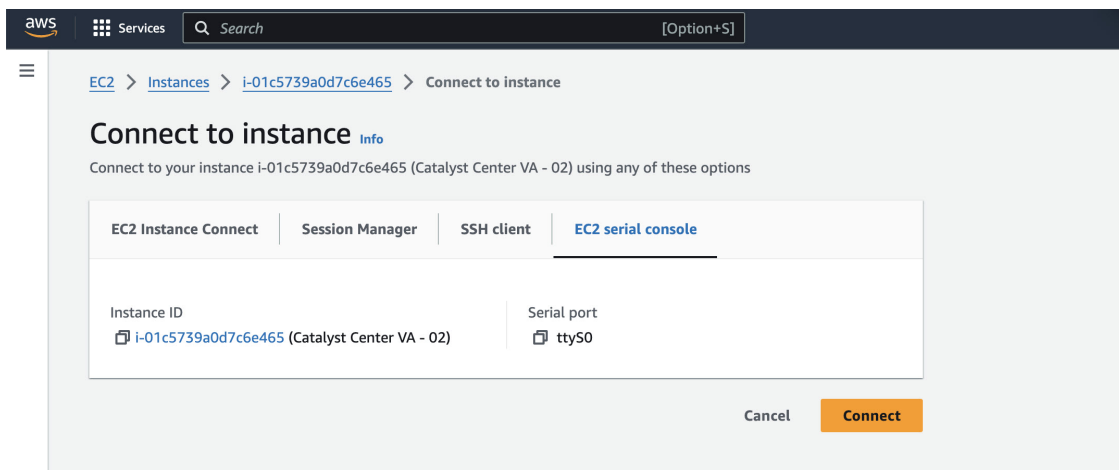 aws Services Search [Option+S]
EC2 > Instances > i-01c5739a0d7c6e465 > Connect to instance
Connect to instance Info
Connect to your instance i-01c5739a0d7c6e465 (Catalyst Center VA - 02) using any of these options
EC2 Instance Connect Session Manager SSH client EC2 serial console
Instance ID Serial port
i-01c5739a0d7c6e465 (Catalyst Center VA - 02) ttyS0
Cancel Connect